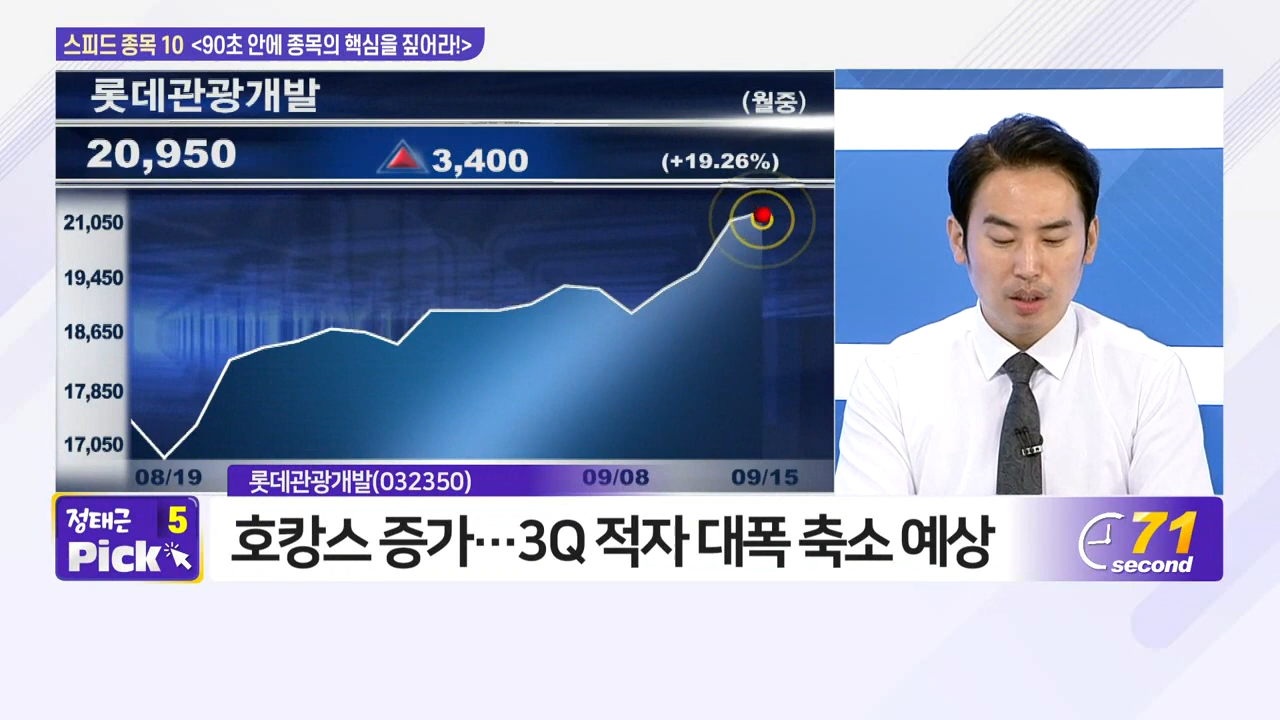 스피드 종목 10 <90초 안에 종목의 핵심을 짚어라!>
롯데관광개발
(월중)
20,950
3,400
(+19.26%)
21,050
19,450
18,650
17,850
17,050
08/19
09/08
09/15
롯데관광개발(032350)
정태근 5
Pick
호캉스 증가…3Q 적자 대폭 축소 예상
71
second